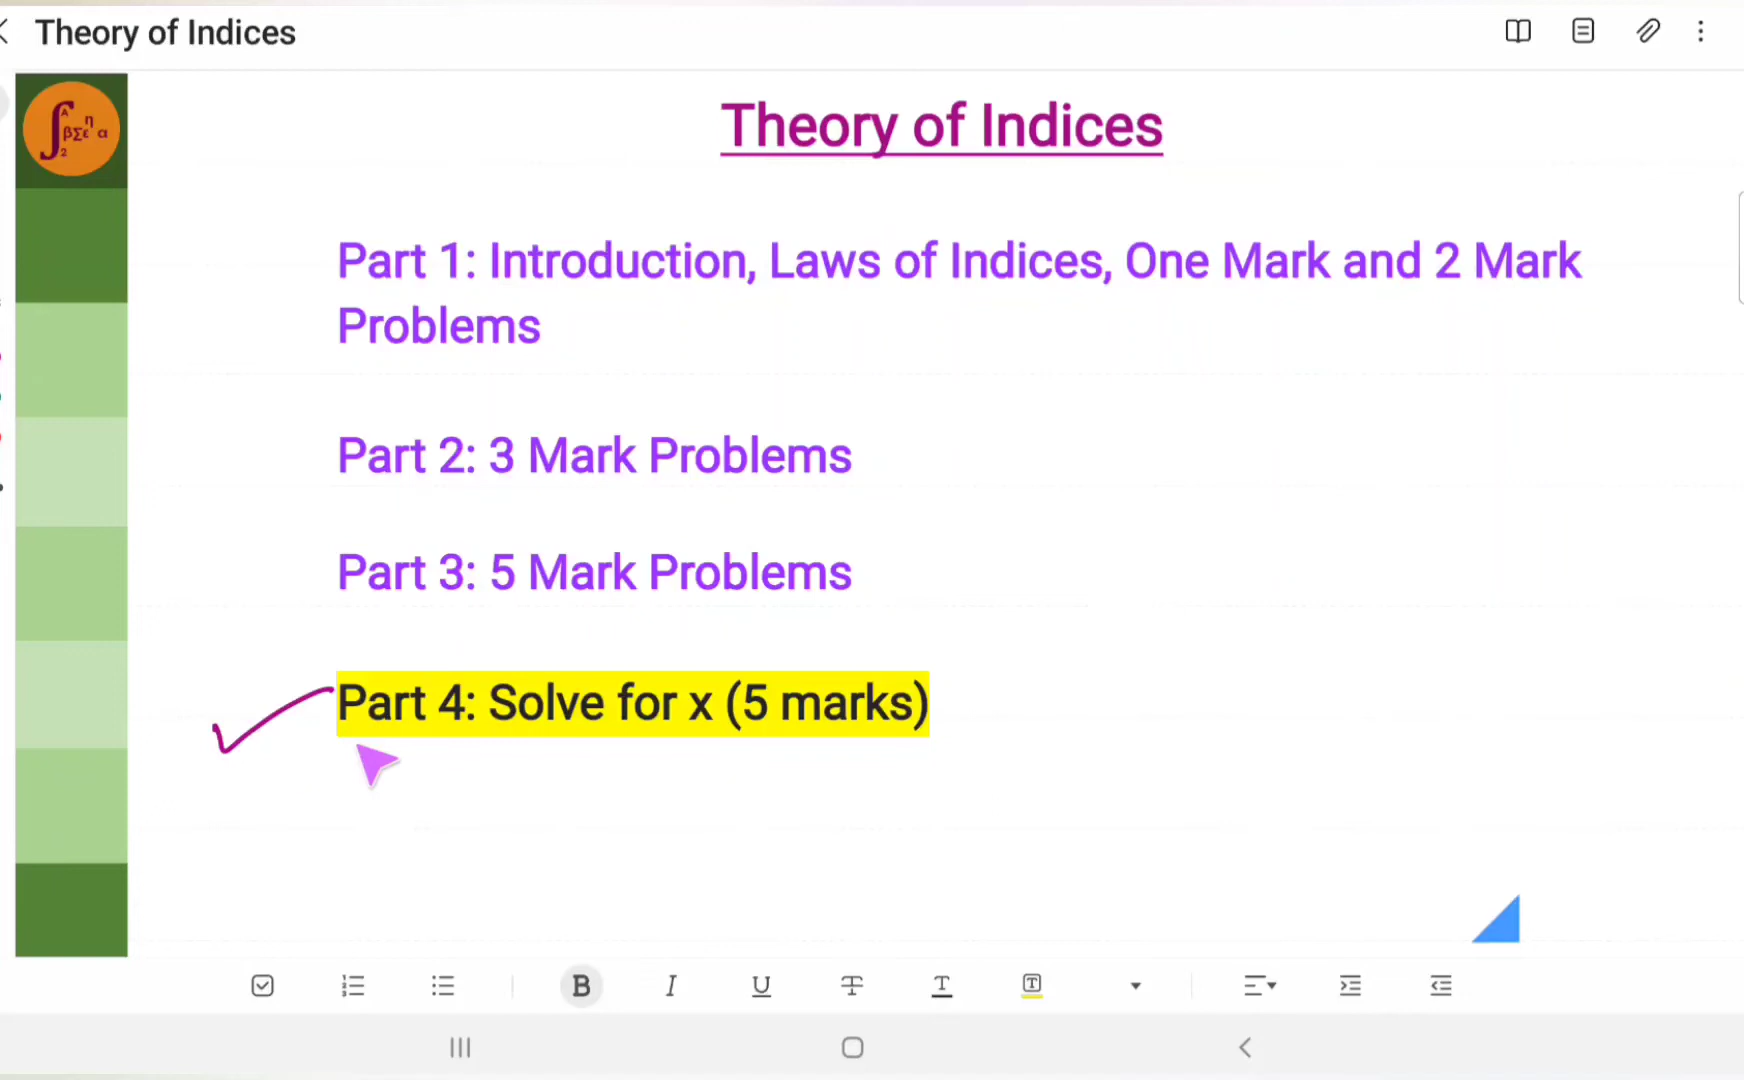 Theory of Indices
Theory of Indices
Part 1: Introduction, Laws of Indices, One Mark and 2 Mark
Problems
Part 2: 3 Mark Problems
Part 3: 5 Mark Problems
Part 4: Solve for x (5 marks)